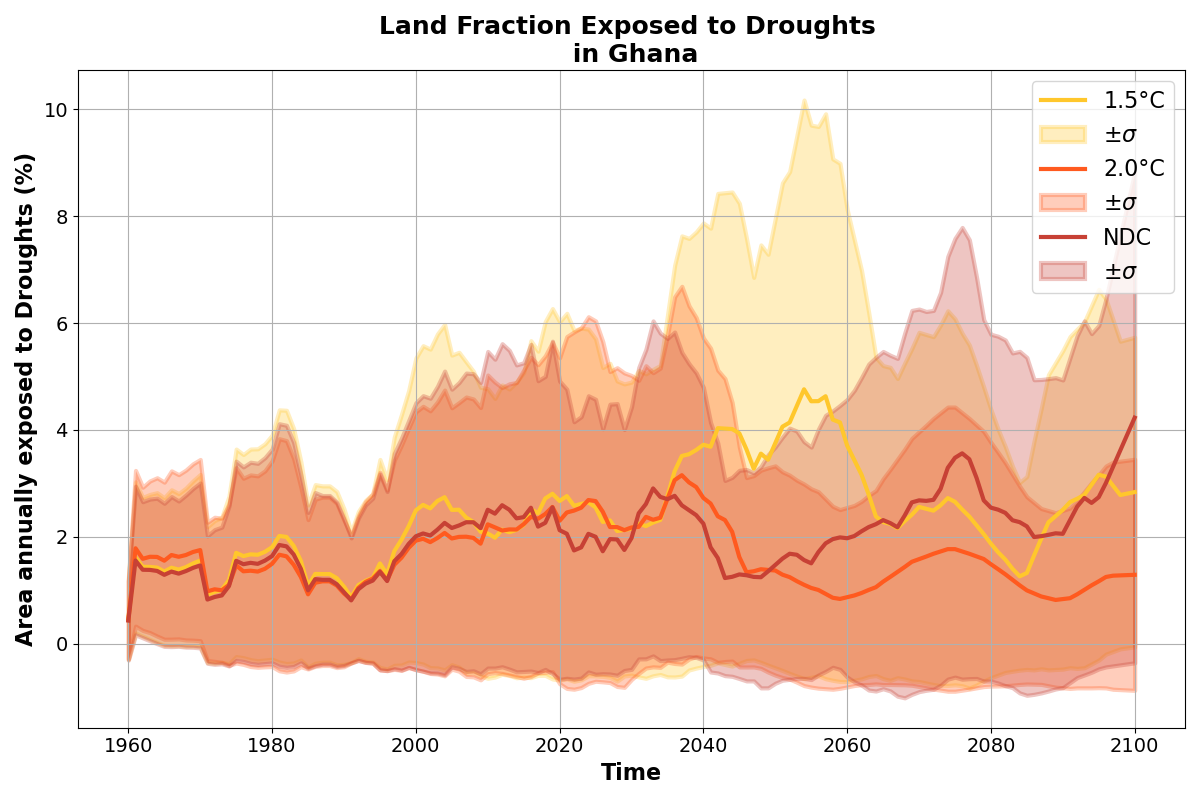 Land Fraction Exposed to Droughts
in Ghana
Area annually exposed to Droughts (%)
10
8
6
4
2
0
1960 1980 2000 2020 2040 2060 2080 2100
Time
1.5°C
±σ
2.0°C
±σ
NDC
±σ